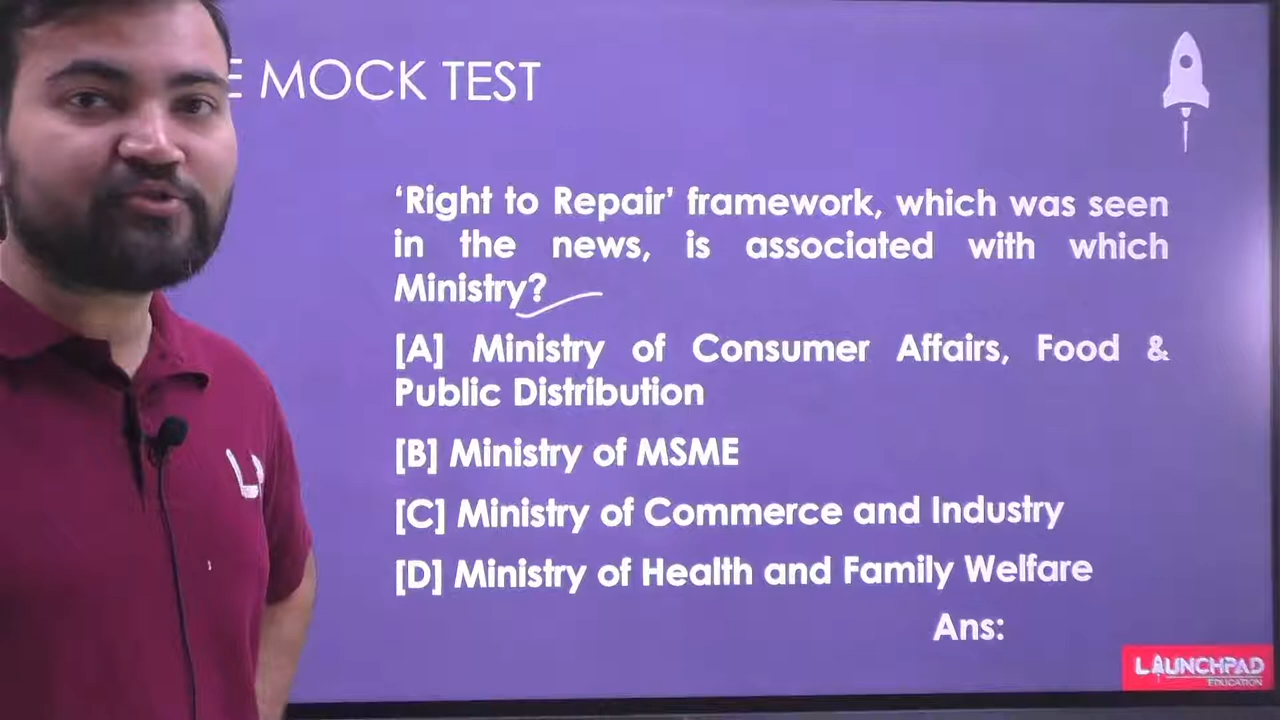 E MOCK TEST
‘Right to Repair’ framework, which was seen
in the news, is associated with which
Ministry?
[A] Ministry of Consumer Affairs, Food &
Public Distribution
[B] Ministry of MSME
[C] Ministry of Commerce and Industry
[D] Ministry of Health and Family Welfare
Ans:
LAUNCHPAD
EDUCATION